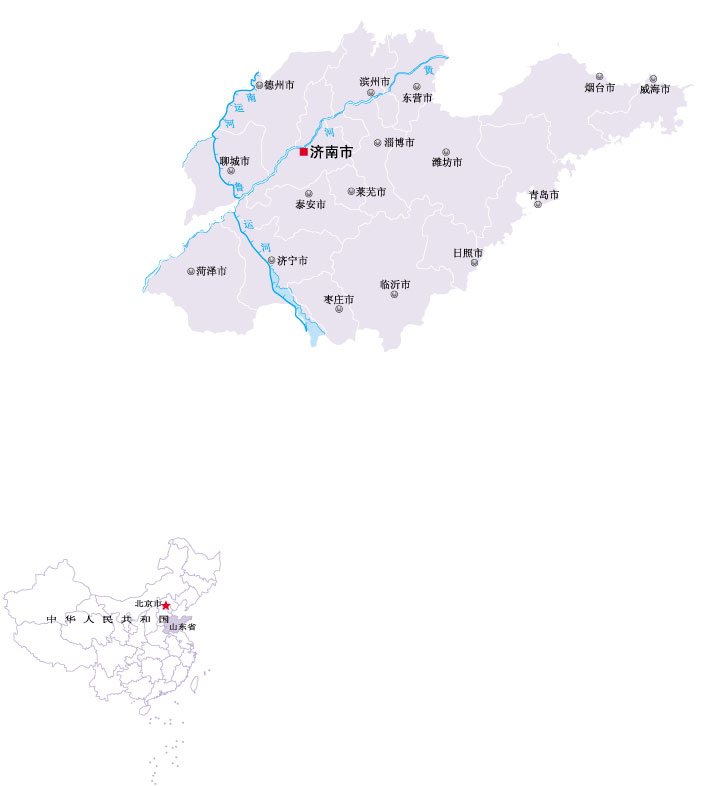 黄
德州市
滨州市
烟台市
威海市
东营市
南
运
河
河
淄博市
济南市
聊城市
潍坊市
鲁
莱芜市
青岛市
泰安市
运
河
日照市
济宁市
菏泽市
临沂市
枣庄市
北京市
中华人民共和国
山东省